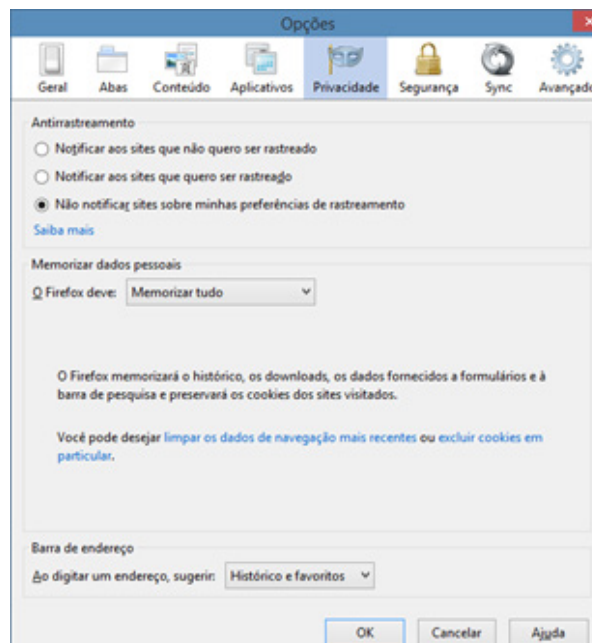 Opções
Geral Abas Conteúdo Aplicativos Privacidade Segurança Sync Avançado
Antirrastreamento
Notificar aos sites que não quero ser rastreado
Notificar aos sites que quero ser rastreado
Não notificar sites sobre minhas preferências de rastreamento
Saiba mais
Memorizar dados pessoais
O Firefox deve: Memorizar tudo
O Firefox memorizará o histórico, os downloads, os dados fornecidos a formulários e à
barra de pesquisa e preservará os cookies dos sites visitados.
Você pode desejar limpar os dados de navegação mais recentes ou excluir cookies em
particular.
Barra de endereço
Ao digitar um endereço, sugerir: Histórico e favoritos
OK Cancelar Ajuda